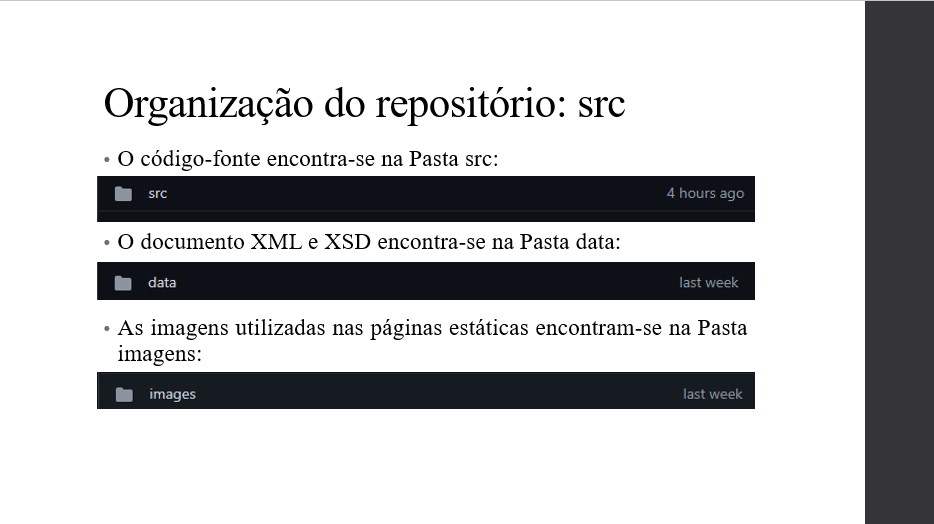 Organização do repositório: src
• O código-fonte encontra-se na Pasta src:
src 4 hours ago
• O documento XML e XSD encontra-se na Pasta data:
data last week
• As imagens utilizadas nas páginas estáticas encontram-se na Pasta
imagens:
images last week